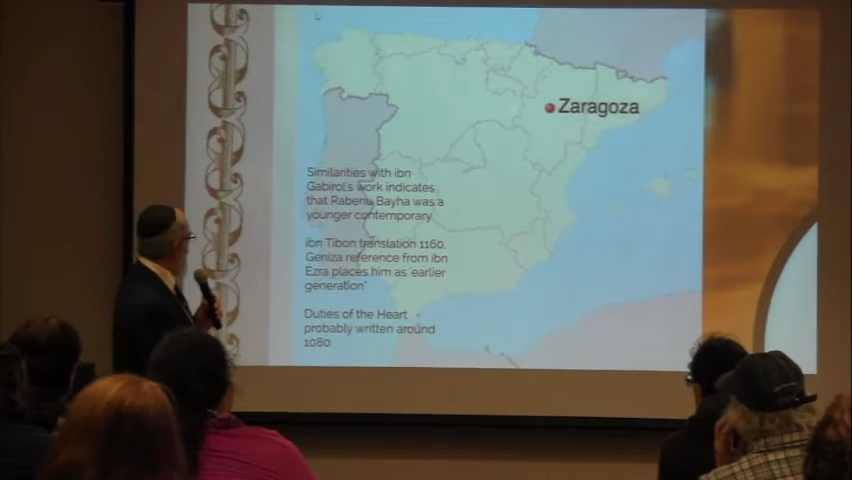 Zaragoza
Similarities with ibn
Gabirol's work indicates
that Rabenu Bayha was a
younger contemporary.
ibn Tibon translation 1160,
Geniza reference from ibn
Ezra places him as "earlier
generation"
Duties of the Heart
probably written around
1080